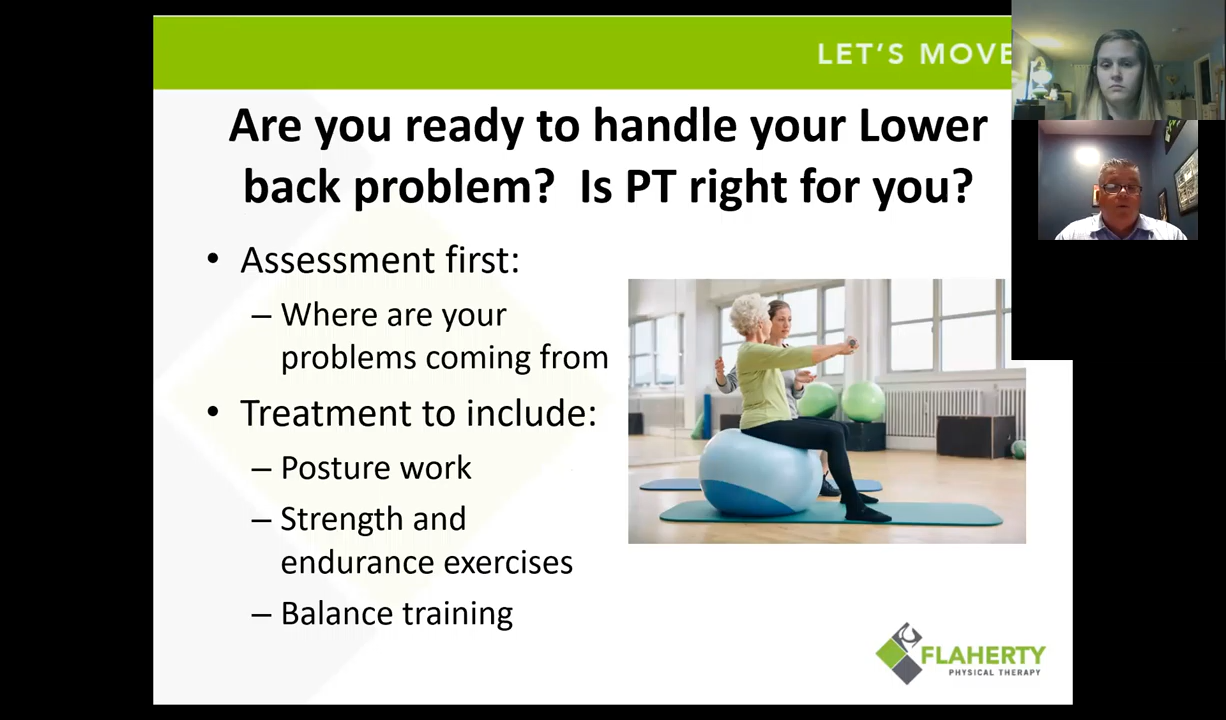 LET'S MOVE
Are you ready to handle your Lower
back problem? Is PT right for you?
• Assessment first:
– Where are your
problems coming from
• Treatment to include:
– Posture work
– Strength and
endurance exercises
– Balance training
FLAHERTY
PHYSICAL THERAPY